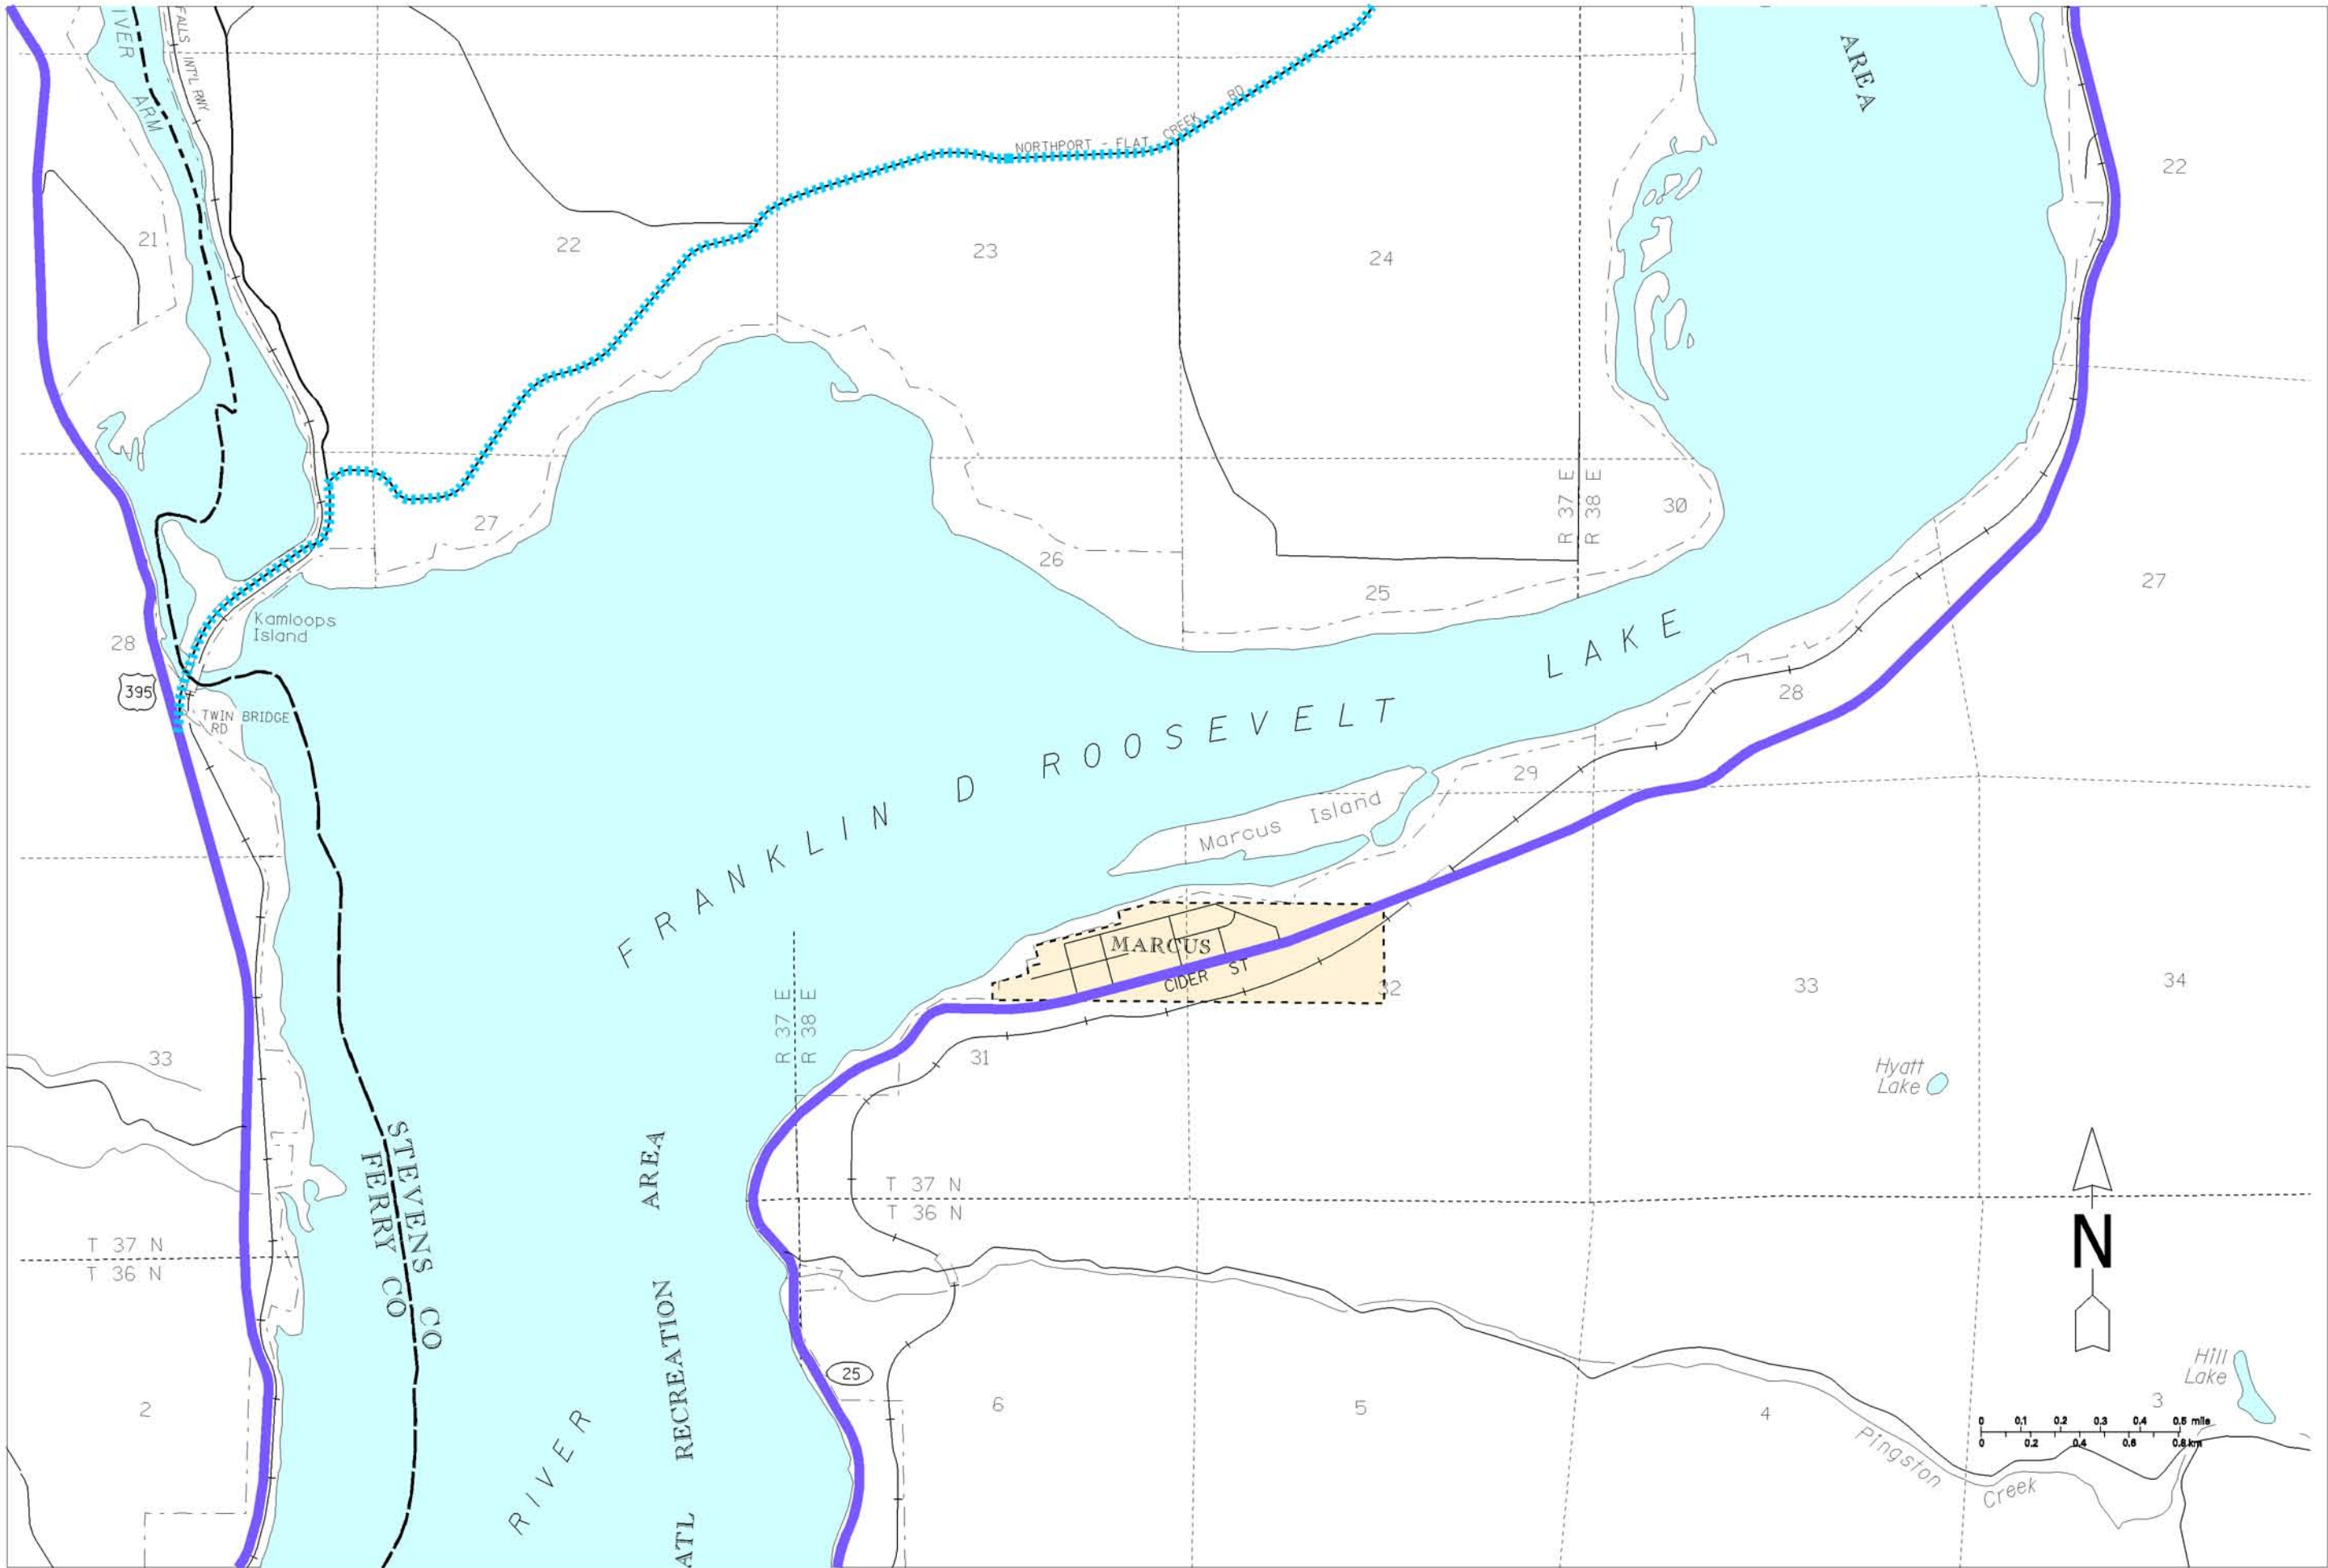 IVER ARM
FALLS INT'L RWY
AREA
NORTHPORT - FLAT CREEK RD
22
21
22
23
24
R 37 E
R 38 E
30
27
26
25
27
Kamloops
Island
28
395
TWIN BRIDGE
RD
28
29
FRANKLIN D ROOSEVELT LAKE
Marcus Island
MARCUS
CIDER ST
32
33
34
R 37 E
R 38 E
31
33
Hyatt
Lake
STEVENS CO
FERRY CO
AREA
T 37 N
T 36 N
T 37 N
T 36 N
N
25
ATL RECREATION
RIVER
2
6
5
4
3
Hill
Lake
0 0.1 0.2 0.3 0.4 0.5 mile
0 0.2 0.4 0.6 0.8 km
Pingston
Creek